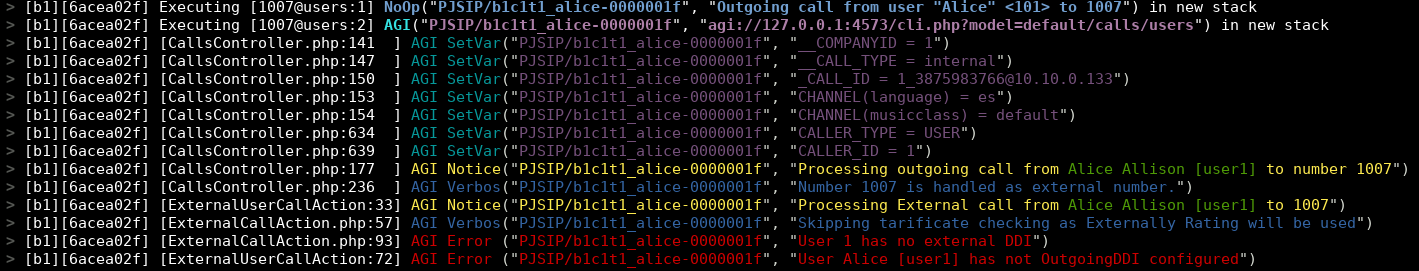 > [b1][6acea02f] Executing [1007@users:1] NoOp("PJSIP/b1c1t1_alice-0000001f", "Outgoing call from user "Alice" <101> to 1007") in new stack
> [b1][6acea02f] Executing [1007@users:2] AGI("PJSIP/b1c1t1_alice-0000001f", "agi://127.0.0.1:4573/cli.php?model=default/calls/users") in new stack
> [b1][6acea02f] [CallsController.php:141  ] AGI SetVar("PJSIP/b1c1t1_alice-0000001f", "__COMPANYID = 1")
> [b1][6acea02f] [CallsController.php:147  ] AGI SetVar("PJSIP/b1c1t1_alice-0000001f", "__CALL_TYPE = internal")
> [b1][6acea02f] [CallsController.php:150  ] AGI SetVar("PJSIP/b1c1t1_alice-0000001f", "_CALL_ID = 1_3875983766@10.10.0.133")
> [b1][6acea02f] [CallsController.php:153  ] AGI SetVar("PJSIP/b1c1t1_alice-0000001f", "CHANNEL(language) = es")
> [b1][6acea02f] [CallsController.php:154  ] AGI SetVar("PJSIP/b1c1t1_alice-0000001f", "CHANNEL(musicclass) = default")
> [b1][6acea02f] [CallsController.php:634  ] AGI SetVar("PJSIP/b1c1t1_alice-0000001f", "CALLER_TYPE = USER")
> [b1][6acea02f] [CallsController.php:639  ] AGI SetVar("PJSIP/b1c1t1_alice-0000001f", "CALLER_ID = 1")
> [b1][6acea02f] [CallsController.php:177  ] AGI Notice("PJSIP/b1c1t1_alice-0000001f", "Processing outgoing call from Alice Allison [user1] to number 1007")
> [b1][6acea02f] [CallsController.php:236  ] AGI Verbos("PJSIP/b1c1t1_alice-0000001f", "Number 1007 is handled as external number.")
> [b1][6acea02f] [ExternalUserCallAction:33] AGI Notice("PJSIP/b1c1t1_alice-0000001f", "Processing External call from Alice Allison [user1] to 1007")
> [b1][6acea02f] [ExternalCallAction.php:57] AGI Verbos("PJSIP/b1c1t1_alice-0000001f", "Skipping tarificate checking as Externally Rating will be used")
> [b1][6acea02f] [ExternalCallAction.php:93] AGI Error ("PJSIP/b1c1t1_alice-0000001f", "User 1 has no external DDI")
> [b1][6acea02f] [ExternalUserCallAction:72] AGI Error ("PJSIP/b1c1t1_alice-0000001f", "User Alice [user1] has not OutgoingDDI configured")